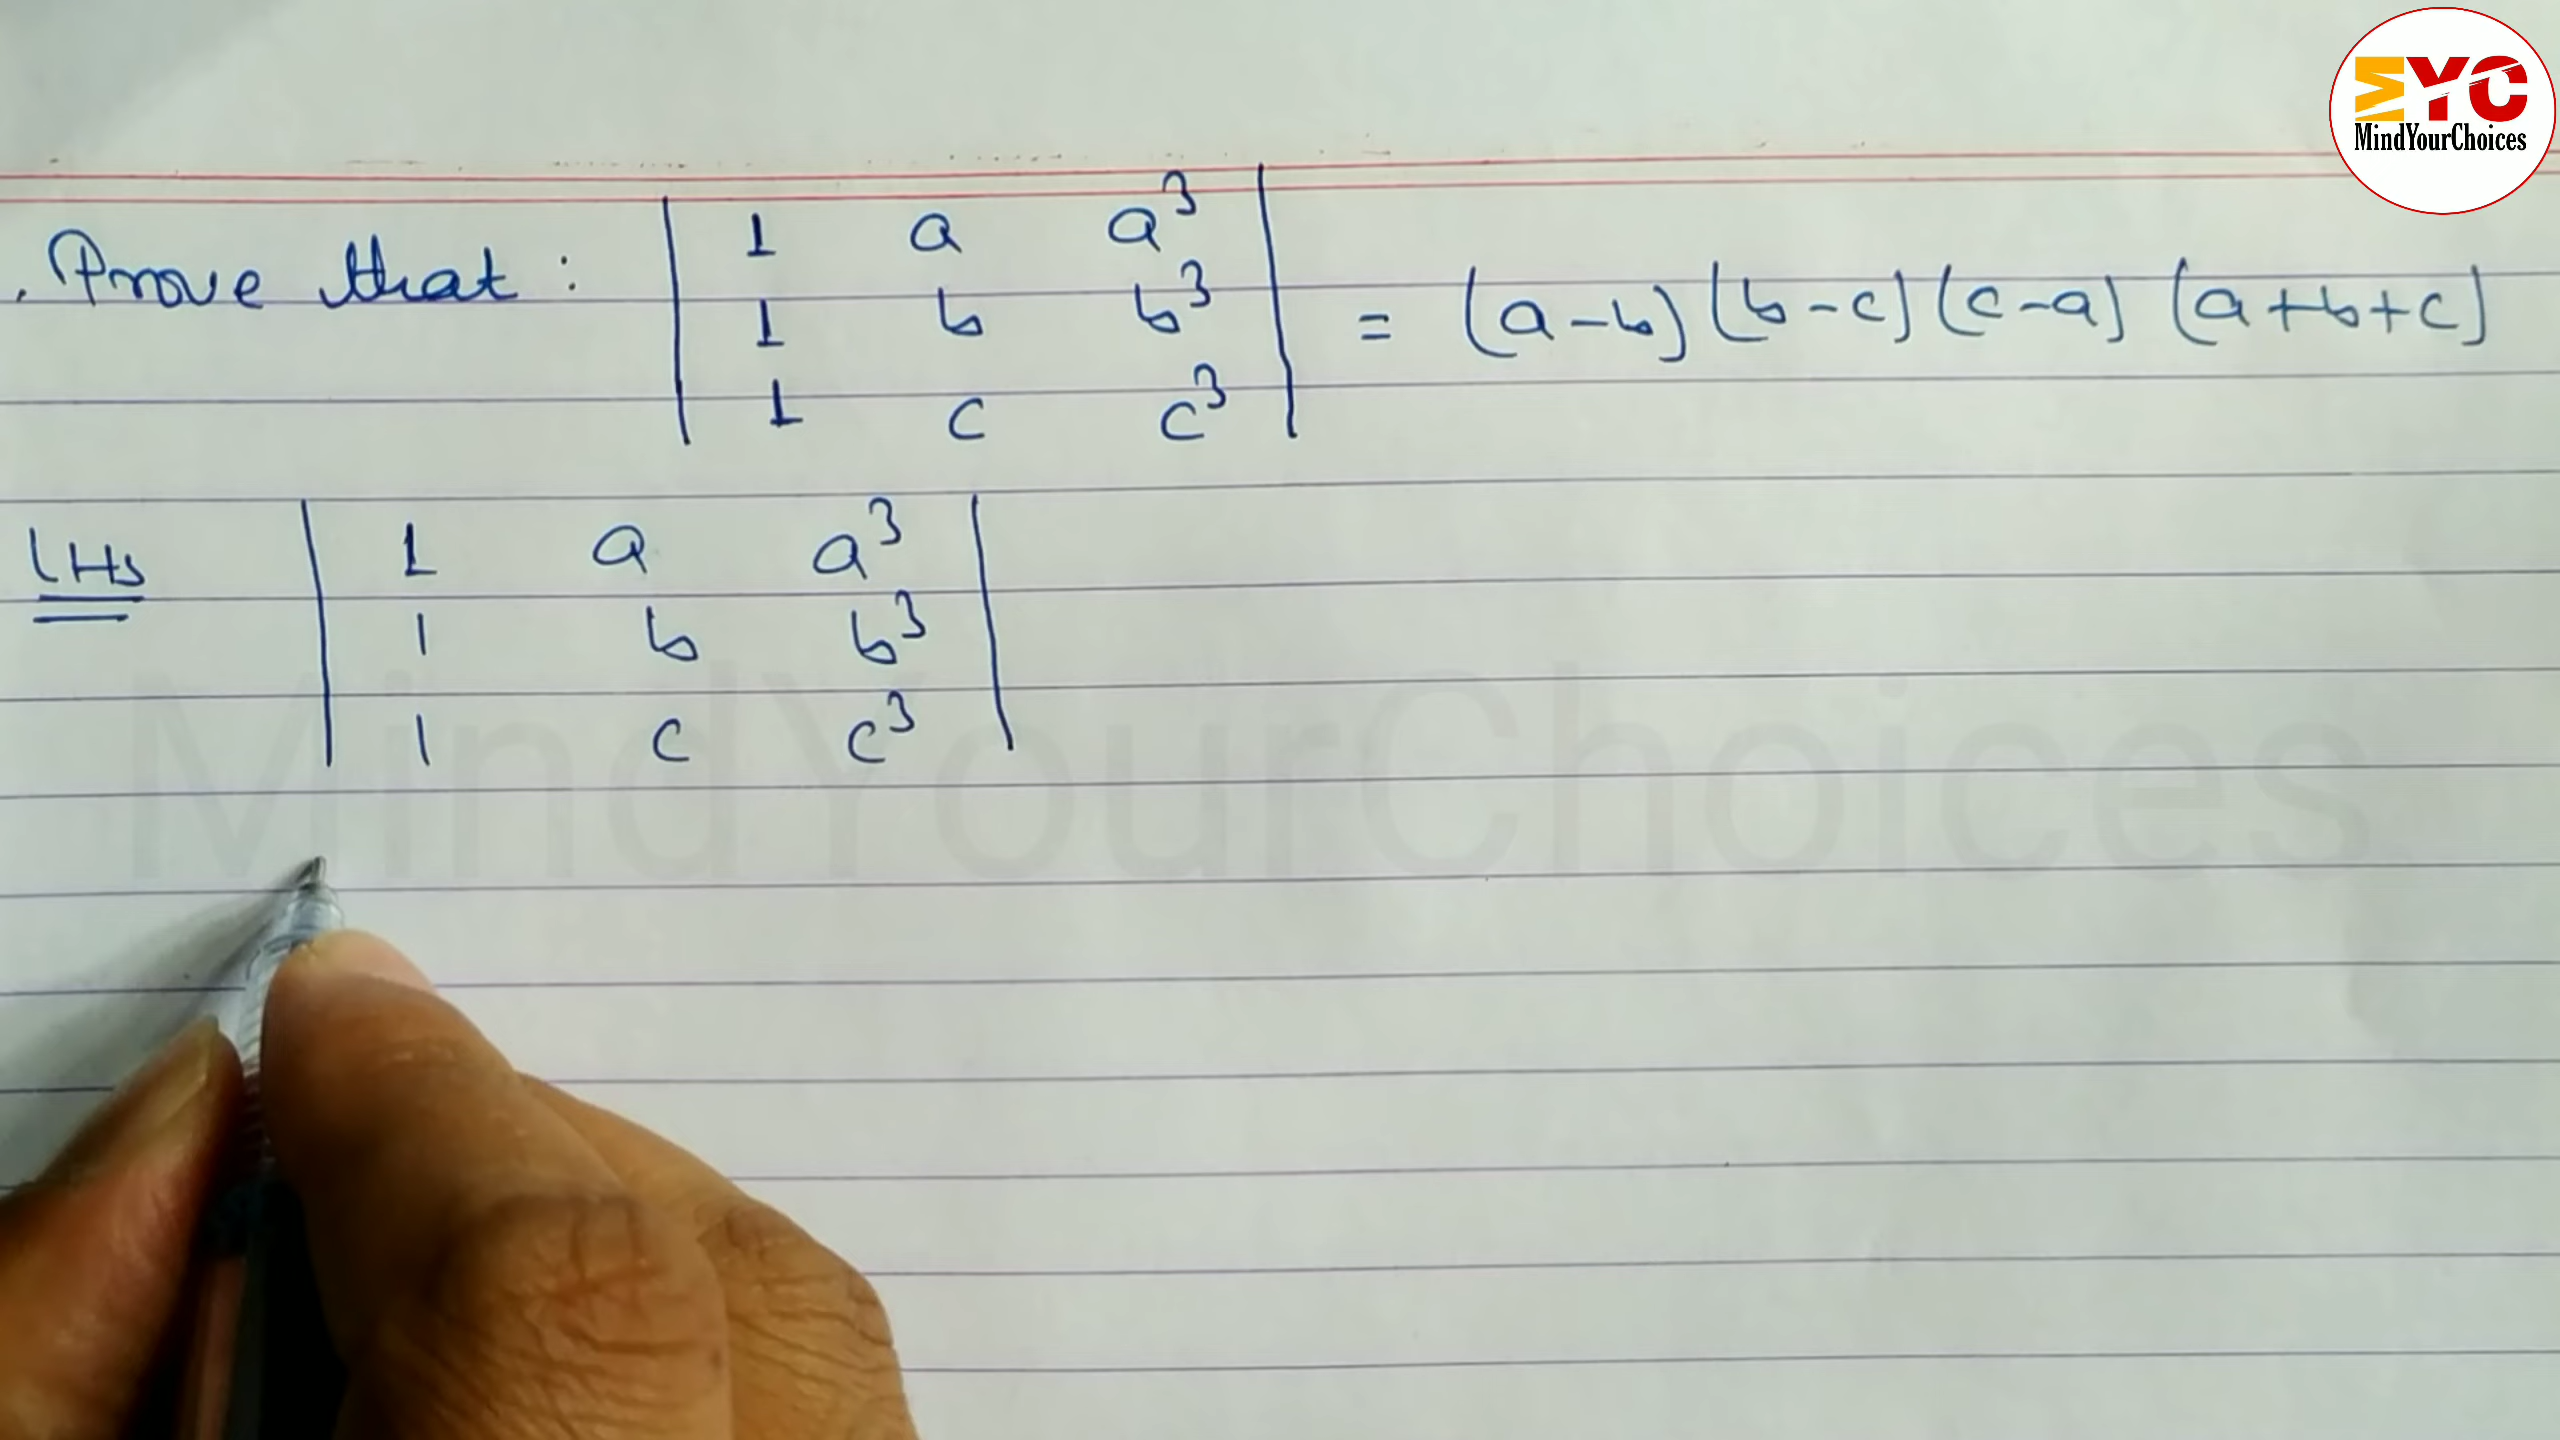 MYC
MindYourChoices
. Prove that : | 1 a a³ |
| 1 b b³ | = (a-b) (b-c) (c-a) (a+b+c)
| 1 c c³ |
LHS | 1 a a³ |
| 1 b b³ |
| 1 c c³ |
MindYourChoices